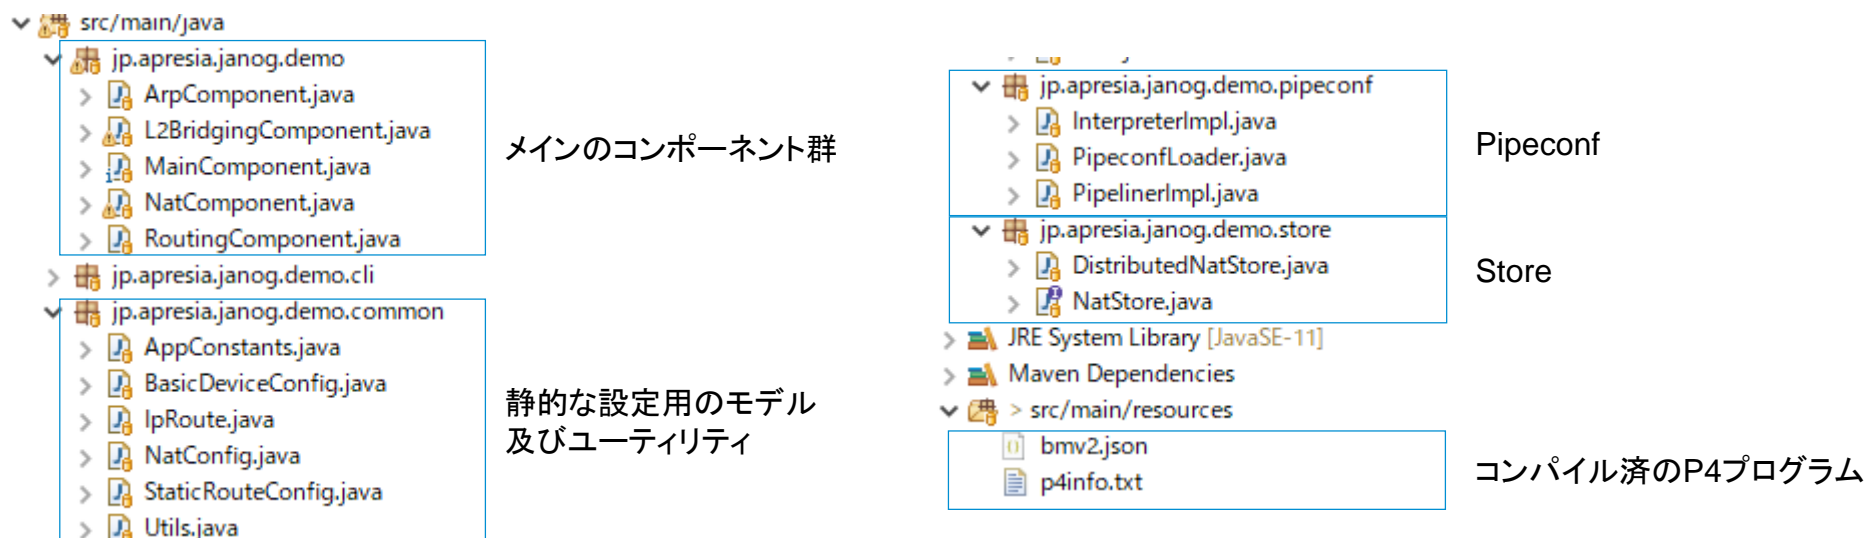 src/main/java
jp.apresia.janog.demo
ArpComponent.java
L2BridgingComponent.java
MainComponent.java
NatComponent.java
RoutingComponent.java
jp.apresia.janog.demo.cli
jp.apresia.janog.demo.common
AppConstants.java
BasicDeviceConfig.java
IpRoute.java
NatConfig.java
StaticRouteConfig.java
Utils.java
メインのコンポーネント群
静的な設定用のモデル
及びユーティリティ
jp.apresia.janog.demo.pipeconf
InterpreterImpl.java
PipeconfLoader.java
PipelinerImpl.java
jp.apresia.janog.demo.store
DistributedNatStore.java
NatStore.java
JRE System Library [JavaSE-11]
Maven Dependencies
> src/main/resources
bmv2.json
p4info.txt
Pipeconf
Store
コンパイル済のP4プログラム